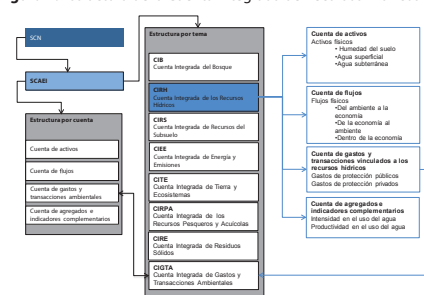 SCN
SCAEI
Estructura por cuenta
Cuenta de activos
Cuenta de flujos
Cuenta de gastos y
transacciones ambientales
Cuenta de agregados e
indicadores complementarios
Estructura por tema
CIB
Cuenta Integrada del Bosque
CIRH
Cuenta Integrada de los Recursos
Hídricos
CIRS
Cuenta Integrada de Recursos del
Subsuelo
CIEE
Cuenta Integrada de Energía y
Emisiones
CITE
Cuenta Integrada de Tierra y
Ecosistemas
CIRPA
Cuenta Integrada de los
Recursos Pesqueros y Acuícolas
CIRE
Cuenta Integrada de Residuos
Sólidos
CIGTA
Cuenta Integrada de Gastos y
Transacciones Ambientales
Cuenta de activos
Activos físicos
•Humedad del suelo
•Agua superficial
•Agua subterránea
Cuenta de flujos
Flujos físicos
•Del ambiente a la
economía
•De la economía al
ambiente
•Dentro de la economía
Cuenta de gastos y
transacciones vinculados a los
recursos hídricos
Gastos de protección públicos
Gastos de protección privados
Cuenta de agregados e
indicadores complementarios
Intensidad en el uso del agua
Productividad en el uso del agua